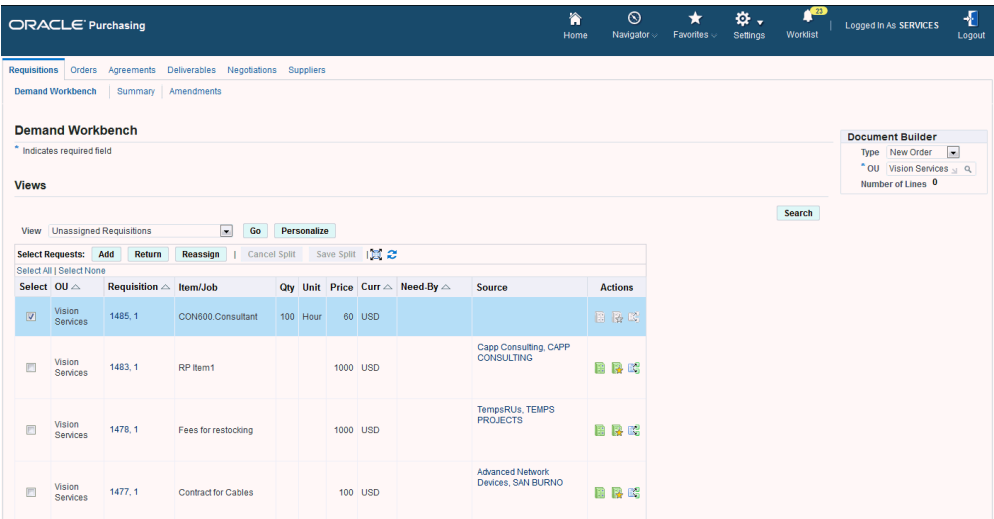 ORACLE Purchasing
23
Home Navigator Favorites Settings Worklist Logged In As SERVICES Logout
Requisitions Orders Agreements Deliverables Negotiations Suppliers
Demand Workbench | Summary | Amendments
Demand Workbench
* Indicates required field
Document Builder
Type New Order
* OU Vision Services
Number of Lines 0
Views
Search
View Unassigned Requisitions Go Personalize
Select Requests: Add Return Reassign | Cancel Split Save Split |
Select All | Select None
Select OU Requisition Item/Job Qty Unit Price Curr Need-By Source Actions
Vision Services 1485, 1 CON600.Consultant 100 Hour 60 USD
Vision Services 1483, 1 RP Item1 1000 USD Capp Consulting, CAPP CONSULTING
Vision Services 1478, 1 Fees for restocking 1000 USD TempsRUs, TEMPS PROJECTS
Vision Services 1477, 1 Contract for Cables 100 USD Advanced Network Devices, SAN BURNO